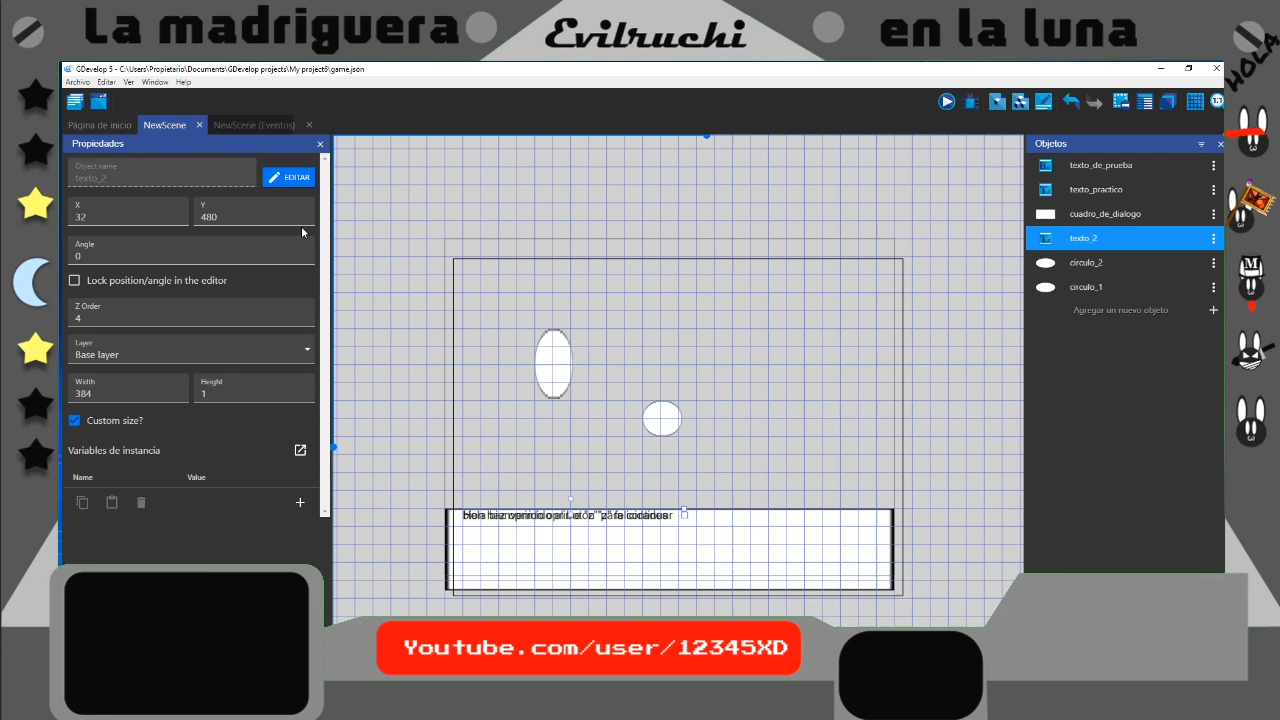 La madriguera
Evilruchi
en la luna
HOLA
GDevelop 5 - C:\Users\Propietario\Documents\GDevelop projects\My project6\game.json
Archivo Editar Ver Window Help
1:1
Página de inicio
NewScene
NewScene (Eventos)
Propiedades
Object name
texto_2
EDITAR
X
32
Y
480
Angle
0
Lock position/angle in the editor
Z Order
4
Layer
Base layer
Width
384
Height
1
Custom size?
Variables de instancia
Name
Value
Objetos
texto_de_prueba
texto_practico
cuadro_de_dialogo
texto_2
circulo_2
circulo_1
Agregar un nuevo objeto
M
Youtube.com/user/12345XD